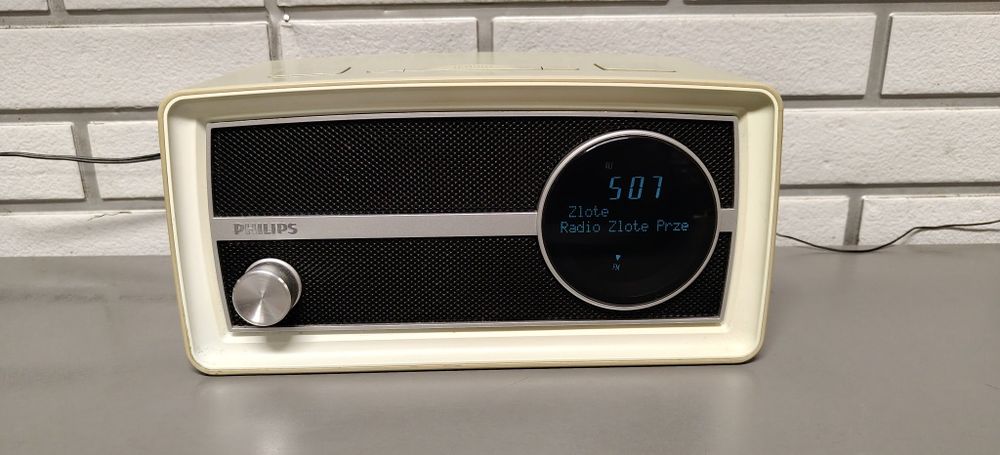 PHILIPS
507
Zlote
Radio Zlote Prze
FM